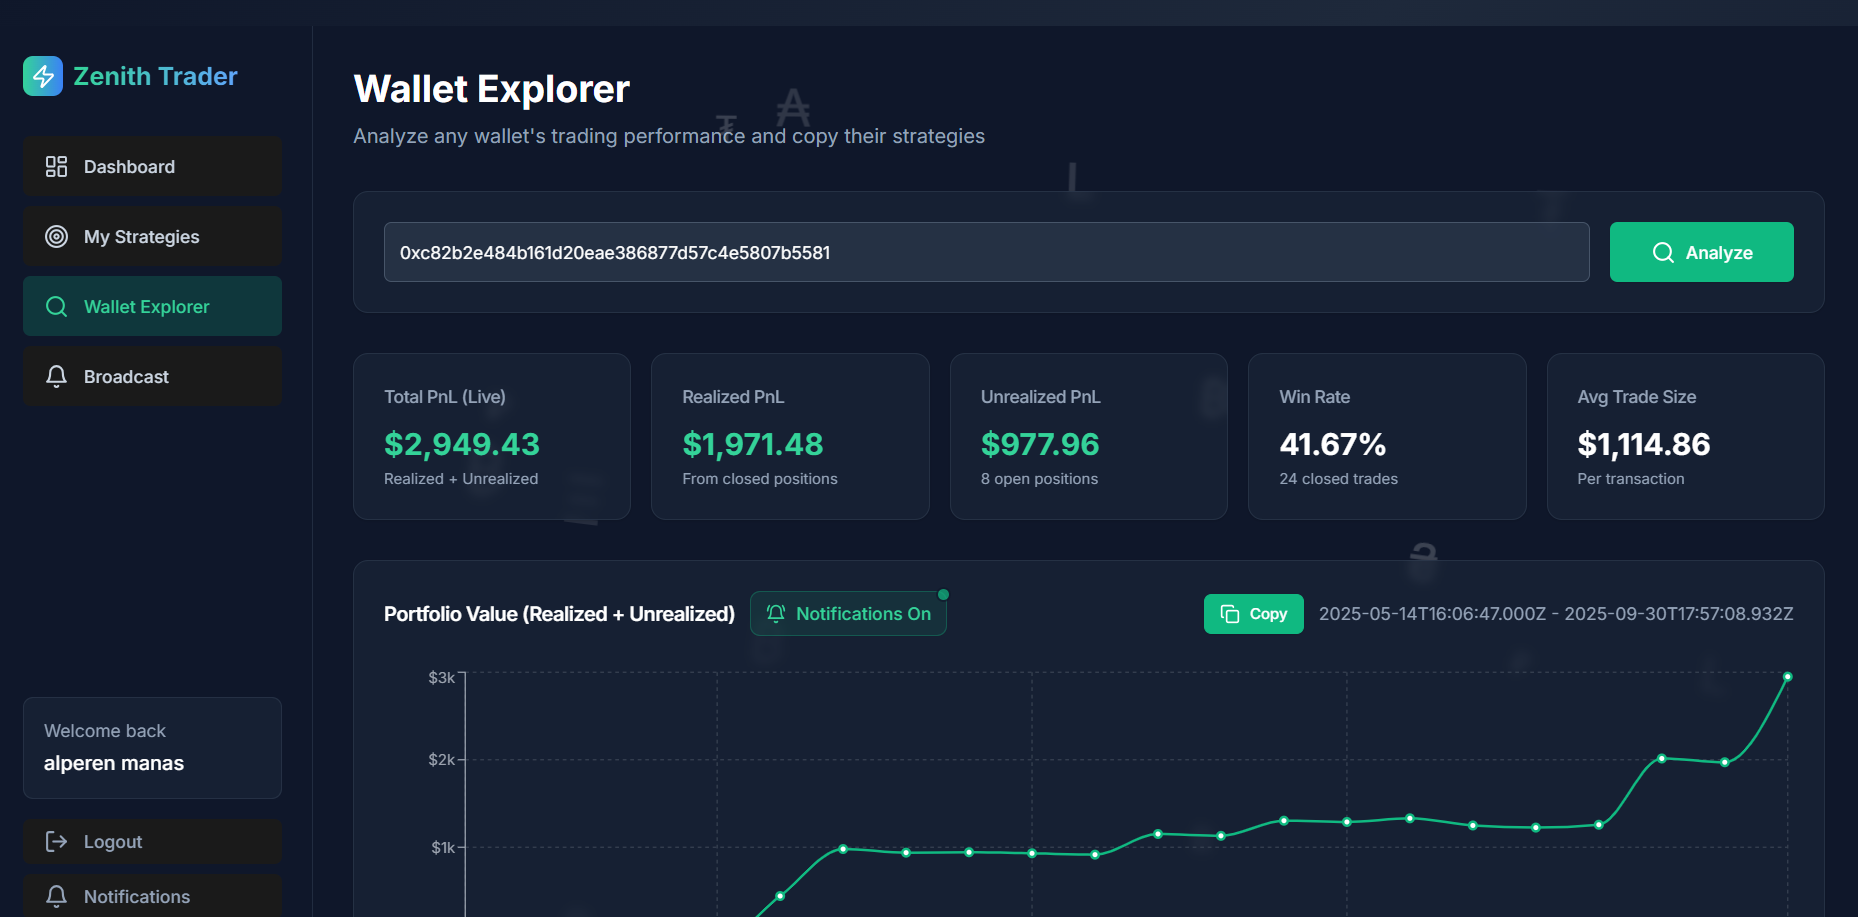 Zenith Trader
Dashboard
My Strategies
Wallet Explorer
Broadcast
Welcome back
alperen manas
Logout
Notifications
Wallet Explorer
Analyze any wallet's trading performance and copy their strategies
0xc82b2e484b161d20eae386877d57c4e5807b5581
Analyze
Total PnL (Live)
$2,949.43
Realized + Unrealized
Realized PnL
$1,971.48
From closed positions
Unrealized PnL
$977.96
8 open positions
Win Rate
41.67%
24 closed trades
Avg Trade Size
$1,114.86
Per transaction
Portfolio Value (Realized + Unrealized)
Notifications On
Copy
2025-05-14T16:06:47.000Z - 2025-09-30T17:57:08.932Z
$3k
$2k
$1k